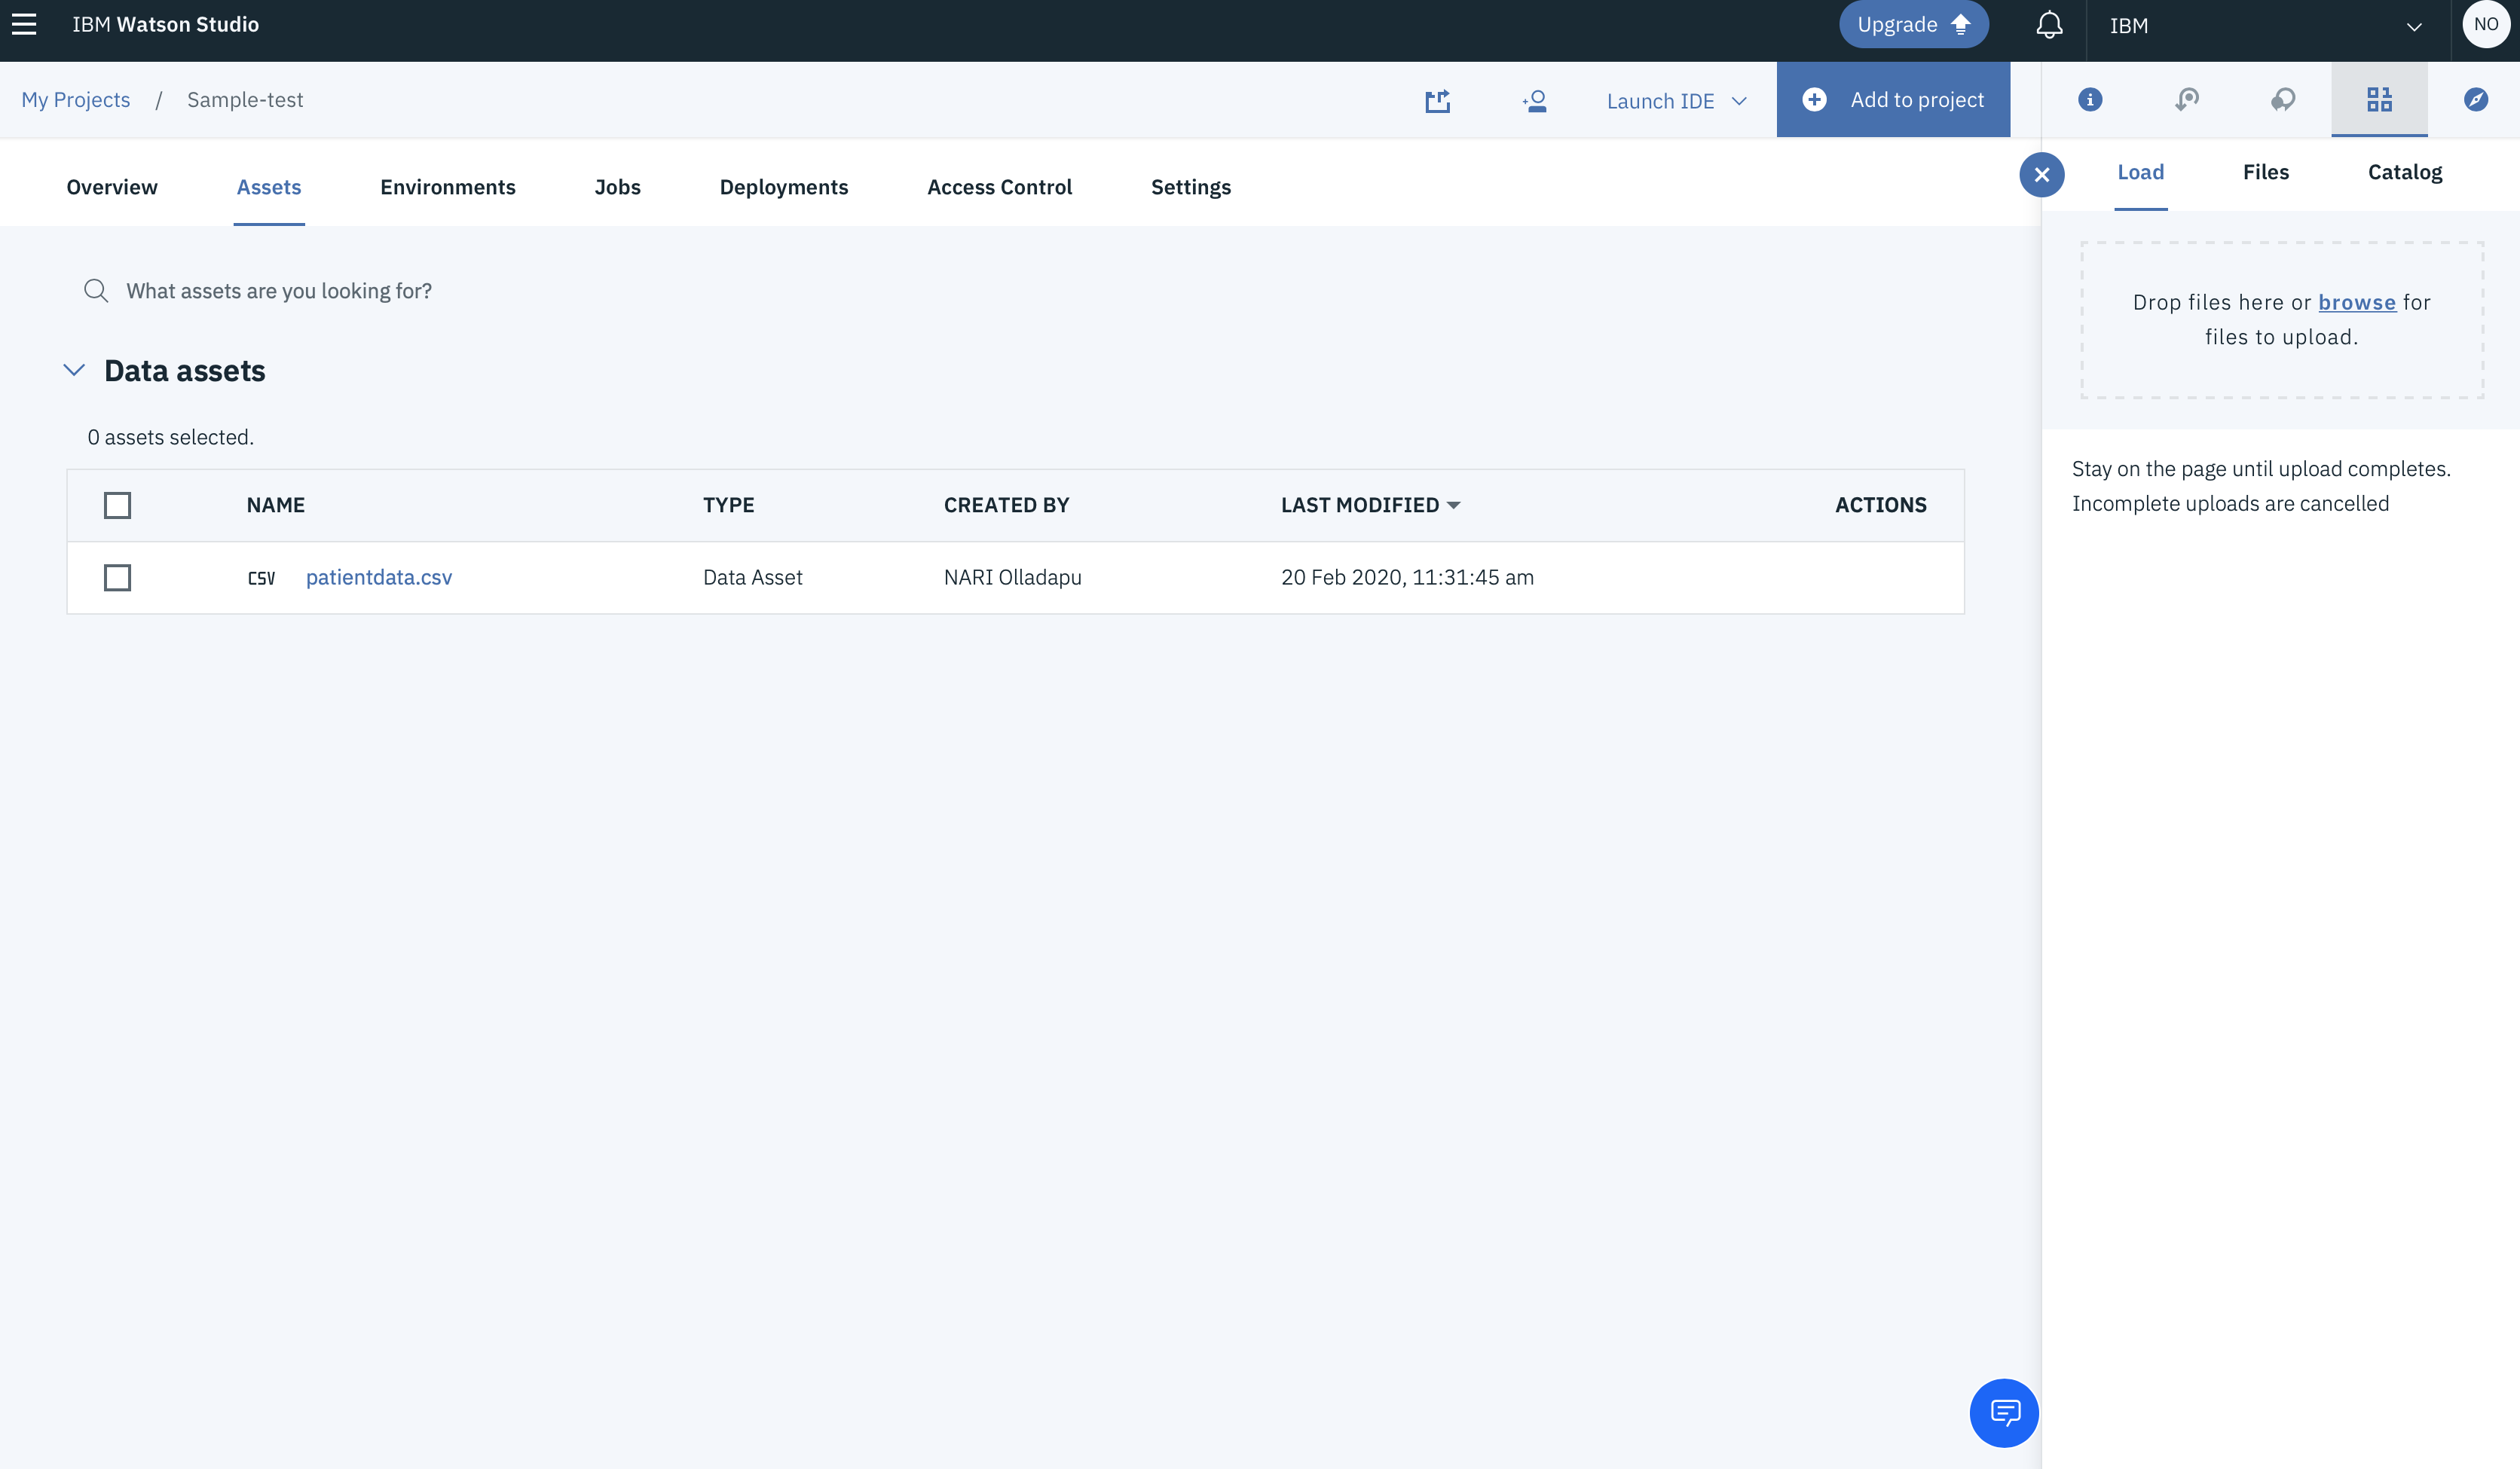 IBM Watson Studio
Upgrade
IBM
NO
My Projects / Sample-test
Launch IDE
Add to project
Overview
Assets
Environments
Jobs
Deployments
Access Control
Settings
Load
Files
Catalog
What assets are you looking for?
Drop files here or browse for
files to upload.
Data assets
0 assets selected.
Stay on the page until upload completes.
Incomplete uploads are cancelled
NAME TYPE CREATED BY LAST MODIFIED ACTIONS
CSV patientdata.csv Data Asset NARI Olladapu 20 Feb 2020, 11:31:45 am